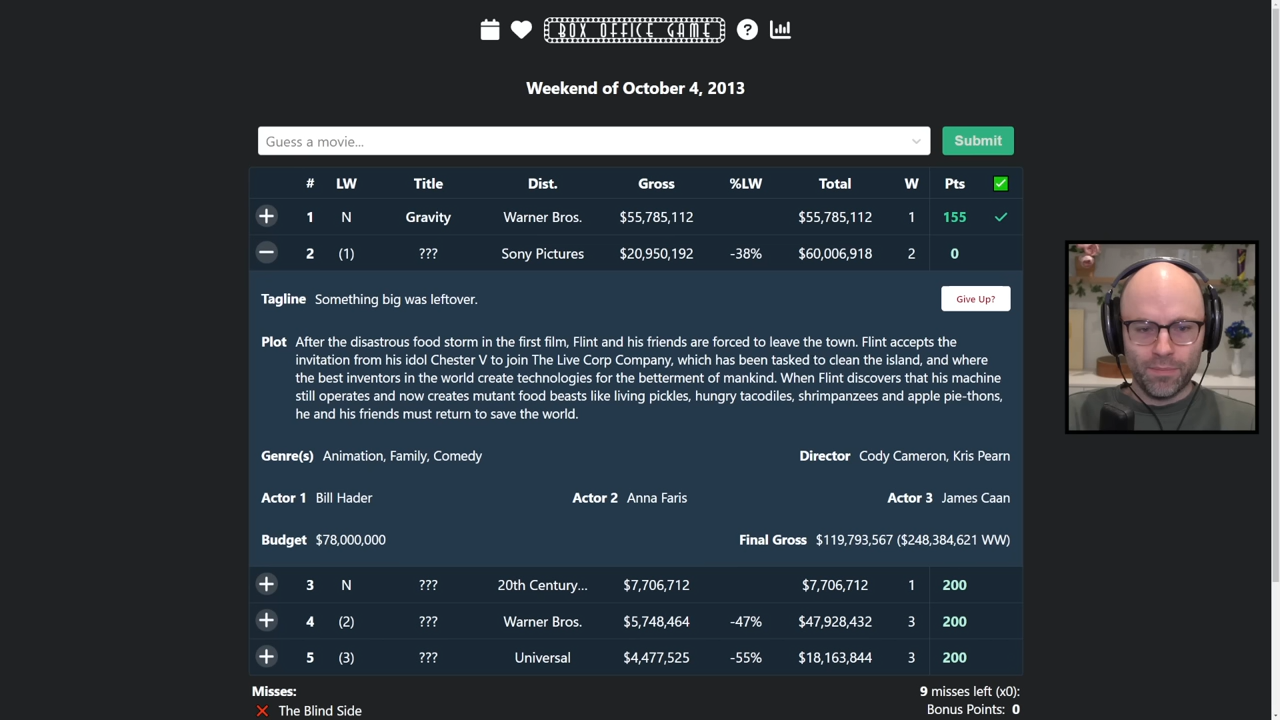 BOX OFFICE GAME
Weekend of October 4, 2013
Guess a movie...
Submit
# LW Title Dist. Gross %LW Total W Pts
1 N Gravity Warner Bros. $55,785,112 $55,785,112 1 155
2 (1) ??? Sony Pictures $20,950,192 -38% $60,006,918 2 0
Tagline Something big was leftover.
Give Up?
Plot After the disastrous food storm in the first film, Flint and his friends are forced to leave the town. Flint accepts the
invitation from his idol Chester V to join The Live Corp Company, which has been tasked to clean the island, and where
the best inventors in the world create technologies for the betterment of mankind. When Flint discovers that his machine
still operates and now creates mutant food beasts like living pickles, hungry tacodiles, shrimpanzees and apple pie-thons,
he and his friends must return to save the world.
Genre(s) Animation, Family, Comedy Director Cody Cameron, Kris Pearn
Actor 1 Bill Hader Actor 2 Anna Faris Actor 3 James Caan
Budget $78,000,000 Final Gross $119,793,567 ($248,384,621 WW)
3 N ??? 20th Century... $7,706,712 $7,706,712 1 200
4 (2) ??? Warner Bros. $5,748,464 -47% $47,928,432 3 200
5 (3) ??? Universal $4,477,525 -55% $18,163,844 3 200
Misses: 9 misses left (x0):
The Blind Side Bonus Points: 0